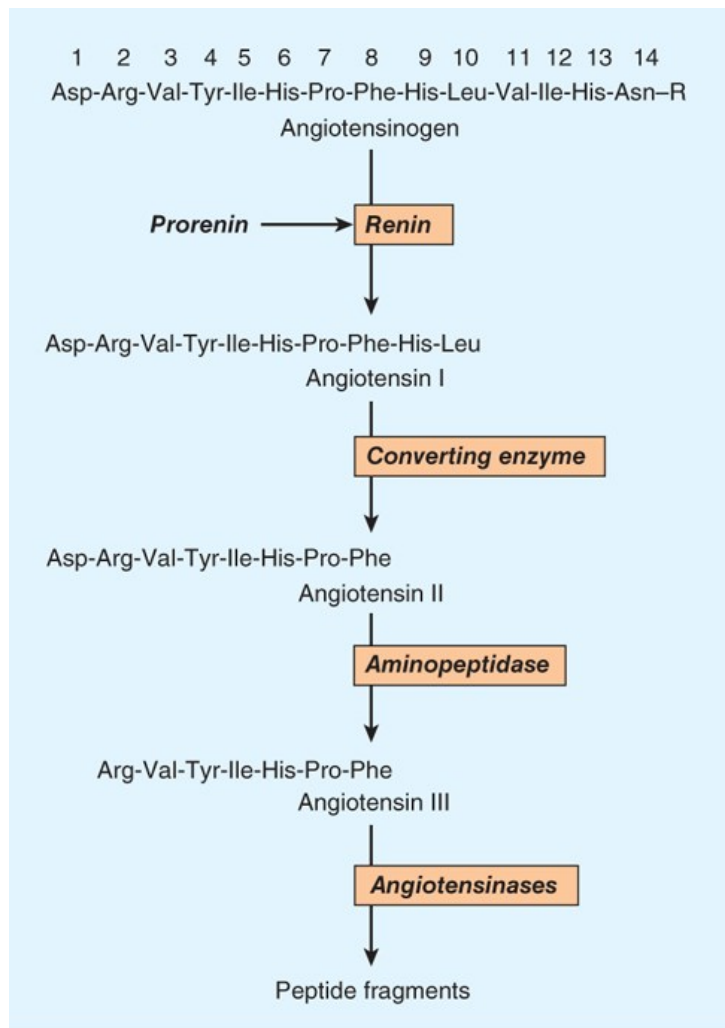 1 2 3 4 5 6 7 8 9 10 11 12 13 14
Asp-Arg-Val-Tyr-Ile-His-Pro-Phe-His-Leu-Val-Ile-His-Asn–R
Angiotensinogen
Prorenin
Renin
Asp-Arg-Val-Tyr-Ile-His-Pro-Phe-His-Leu
Angiotensin I
Converting enzyme
Asp-Arg-Val-Tyr-Ile-His-Pro-Phe
Angiotensin II
Aminopeptidase
Arg-Val-Tyr-Ile-His-Pro-Phe
Angiotensin III
Angiotensinases
Peptide fragments